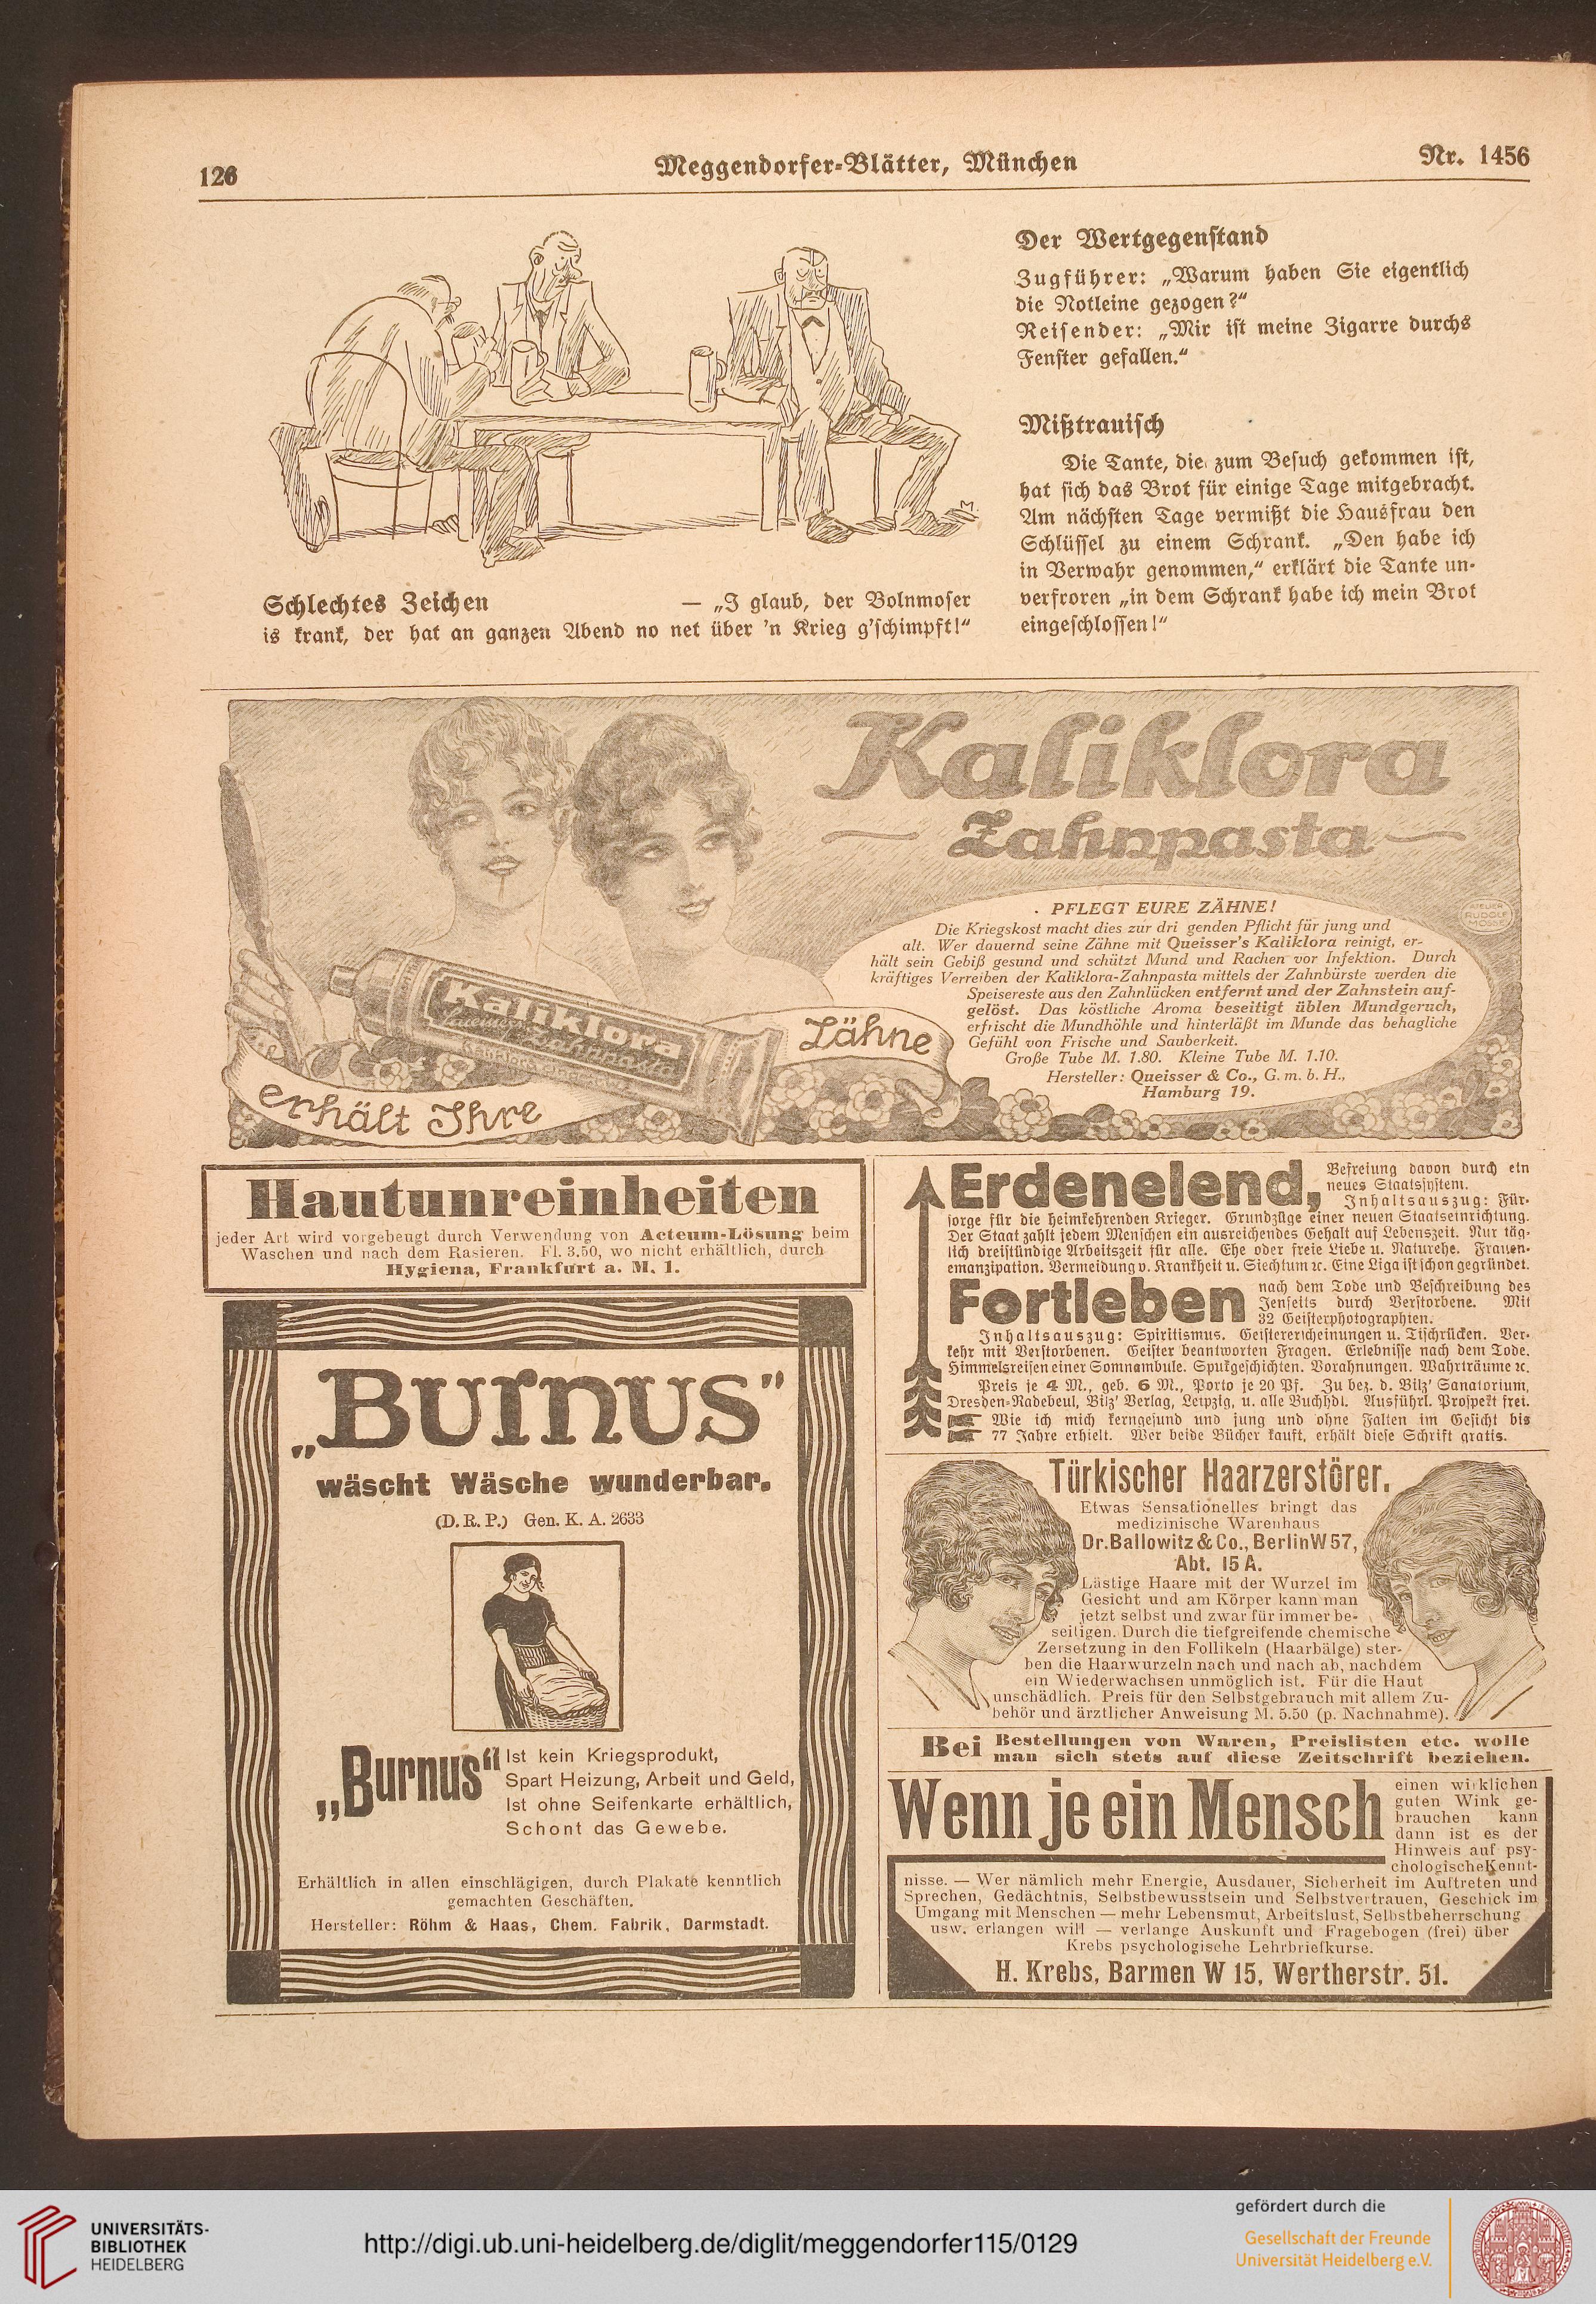 126
Meggendorfer-Blätter, München
Nr. 1456
Schlechtes Zeichen — „I glaub, der Bolnmoser
is krank, der hat an ganzen Abend no net über 'n Krieg g'schimpft!“
Der Wertgegenstand
Zugführer: „Warum haben Sie eigentlich
die Notleine gezogen?“
Reisender: „Mir ist meine Zigarre durchs
Fenster gefallen.“
Mißtrauisch
Die Tante, die zum Besuch gekommen ist,
hat sich das Brot für einige Tage mitgebracht.
Am nächsten Tage vermißt die Hausfrau den
Schlüssel zu einem Schrank. „Den habe ich
in Verwahr genommen,“ erklärt die Tante un-
verfroren „in dem Schrank habe ich mein Brot
eingeschlossen!“
Kaliklora
Zahnpasta
ATELIER
RUDOLF
MOSSE
PFLEGT EURE ZÄHNE!
Die Kriegskost macht dies zur dri genden Pflicht für jung und
alt. Wer dauernd seine Zähne mit Queisser's Kaliklora reinigt, er-
hält sein Gebiß gesund und schützt Mund und Rachen vor Infektion. Durch
kräftiges Verreiben der Kaliklora-Zahnpasta mittels der Zahnbürste werden die
Speisereste aus den Zahnlücken entfernt und der Zahnstein auf-
gelöst. Das köstliche Aroma beseitigt üblen Mundgeruch,
erfrischt die Mundhöhle und hinterläßt im Munde das behagliche
Gefühl von Frische und Sauberkeit.
Große Tube M. 1.80. Kleine Tube M. 1.10.
Hersteller: Queisser & Co., G. m. b. H.,
Hamburg 19.
Kaliklora
Zahnpasta
erhält Ihre
Zähne
Hautunreinheiten
jeder Art wird vorgebeugt durch Verwendung von Acteum-Lösung beim
Waschen und nach dem Rasieren. Fl. 3.50, wo nicht erhältlich, durch
Hygiena, Frankfurt a. M. 1.
„Burnus“
wäscht Wäsche wunderbar.
(D. R. P.) Gen. K. A. 2633
„Burnus“
Ist kein Kriegsprodukt,
Spart Heizung, Arbeit und Geld,
Ist ohne Seifenkarte erhältlich,
Schont das Gewebe.
Erhältlich in allen einschlägigen, durch Plakate kenntlich
gemachten Geschäften.
Hersteller: Röhm & Haas, Chem. Fabrik, Darmstadt.
Erdenelend, Befreiung davon durch ein
neues Staatssystem.
Inhaltsauszug: Für-
sorge für die heimkehrenden Krieger. Grundzüge einer neuen Staatseinrichtung.
Der Staat zahlt jedem Menschen ein ausreichendes Gehalt auf Lebenszeit. Nur täg-
lich dreistündige Arbeitszeit für alle. Ehe oder freie Liebe u. Naturehe. Frauen-
emanzipation. Vermeidung v. Krankheit u. Siechtum ꝛc. Eine Liga ist schon gegründet.
Fortleben nach dem Tode und Beschreibung des
Jenseits durch Verstorbene. Mit
32 Geisterphotographien.
Inhaltsauszug: Spiritismus. Geistererscheinungen u. Tischrücken. Ver-
kehr mit Verstorbenen. Geister beantworten Fragen. Erlebnisse nach dem Tode.
Himmelsreisen einer Somnambule. Spukgeschichten. Vorahnungen. Wahrträume ꝛc.
Preis je 4 M., geb. 6 M., Porto je 20 Pf. Zu bez. d. Bilz' Sanatorium,
Dresden-Radebeul, Bilz' Verlag, Leipzig, u. alle Buchhdl. Ausführl. Prospekt frei.
Wie ich mich kerngesund und jung und ohne Falten im Gesicht bis
77 Jahre erhielt. Wer beide Bücher kauft, erhält diese Schrift gratis.
Türkischer Haarzerstörer.
Etwas Sensationelles bringt das
medizinische Warenhaus
Dr. Ballowitz & Co., Berlin W 57,
Abt. 15 A.
Lästige Haare mit der Wurzel im
Gesicht und am Körper kann man
jetzt selbst und zwar für immer be-
seitigen. Durch die tiefgreifende chemische
Zersetzung in den Follikeln (Haarbälge) ster-
ben die Haarwurzeln nach und nach ab, nachdem
ein Wiederwachsen unmöglich ist. Für die Haut
unschädlich. Preis für den Selbstgebrauch mit allem Zu-
behör und ärztlicher Anweisung M. 5.50 (p. Nachnahme).
Bei Bestellungen von Waren, Preislisten etc. wolle
man sich stets auf diese Zeitschrift beziehen.
Wenn je ein Mensch
einen wirklichen
guten Wink ge-
brauchen kann
dann ist es der
Hinweis auf psy-
chologische Kennt-
nisse. — Wer nämlich mehr Energie, Ausdauer, Sicherheit im Auftreten und
Sprechen, Gedächtnis, Selbstbewusstsein und Selbstvertrauen, Geschick im
Umgang mit Menschen — mehr Lebensmut, Arbeitslust, Selbstbeherrschung
usw. erlangen will — verlange Auskunft und Fragebogen (frei) über
Krebs psychologische Lehrbriefkurse.
H. Krebs, Barmen W 15, Wertherstr. 51.
UNIVERSITÄTS-
BIBLIOTHEK
HEIDELBERG
http://digi.ub.uni-heidelberg.de/diglit/meggendorfer115/0129
gefördert durch die
Gesellschaft der Freunde
Universität Heidelberg e.V.